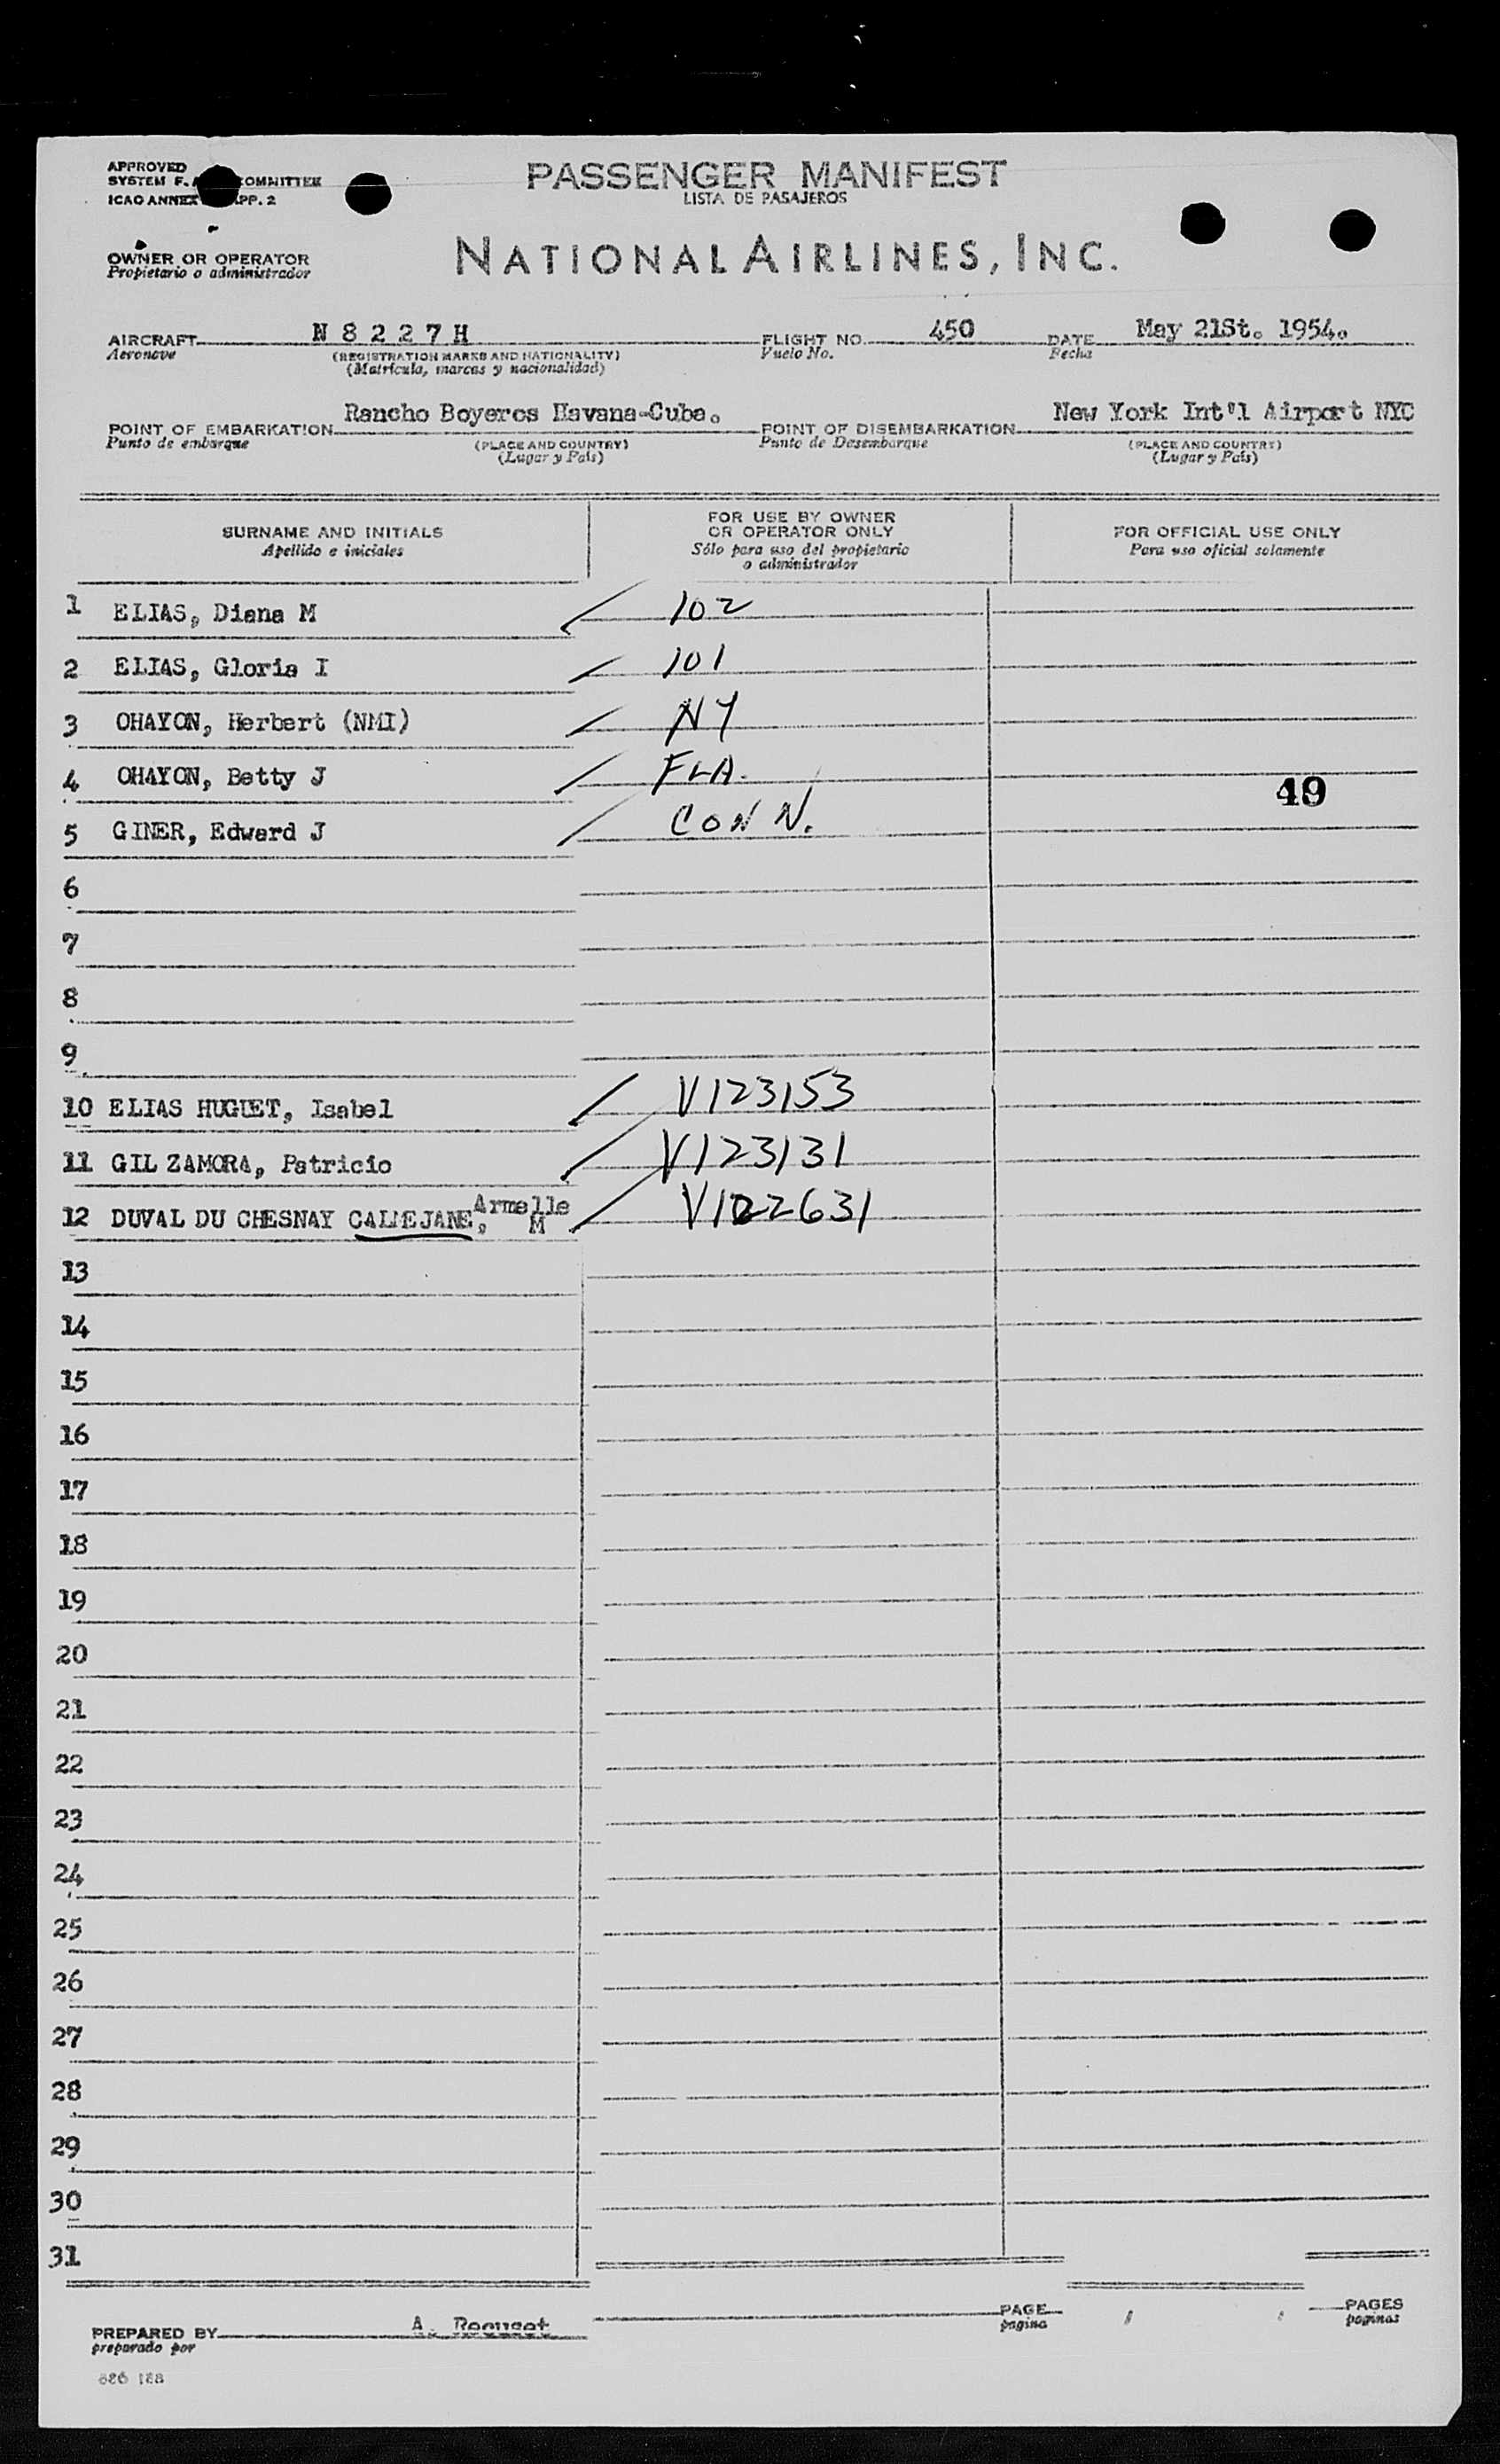 APPROVED
SYSTEM F. COMMITTEE
ICAO ANNEX APP. 2
PASSENGER MANIFEST
LISTA DE PASAJEROS
OWNER OR OPERATOR
Propietario o administrador
NATIONAL AIRLINES, INC.
AIRCRAFT N 8 2 2 7 H FLIGHT NO. 450 DATE May 21St. 1954.
Aeronave (REGISTRATION MARKS AND NATIONALITY) Vuelo No. Fecha
(Matrícula, marcas y nacionalidad)
POINT OF EMBARKATION Rancho Boyeros Havana-Cuba. POINT OF DISEMBARKATION New York Int'l Airport NYC
Punto de embarque (PLACE AND COUNTRY) Punto de Desembarque (PLACE AND COUNTRY)
(Lugar y País) (Lugar y País)
SURNAME AND INITIALS
Apellido e iniciales
FOR USE BY OWNER
OR OPERATOR ONLY
Sólo para uso del propietario
o administrador
FOR OFFICIAL USE ONLY
Para uso oficial solamente
1 ELIAS, Diana M 102
2 ELIAS, Gloria I 101
3 OHAYON, Herbert (NMI) NY
4 OHAYON, Betty J FLA.
49
5 GINER, Edward J CONN.
6
7
8
9
10 ELIAS HUGUET, Isabel V123153
11 GIL ZAMORA, Patricio V123131
12 DUVAL DU CHESNAY CALLEJANE, Armelle M V122631
13
14
15
16
17
18
19
20
21
22
23
24
25
26
27
28
29
30
31
PREPARED BY A. PAGE 1 PAGES
preparado por pagina paginas